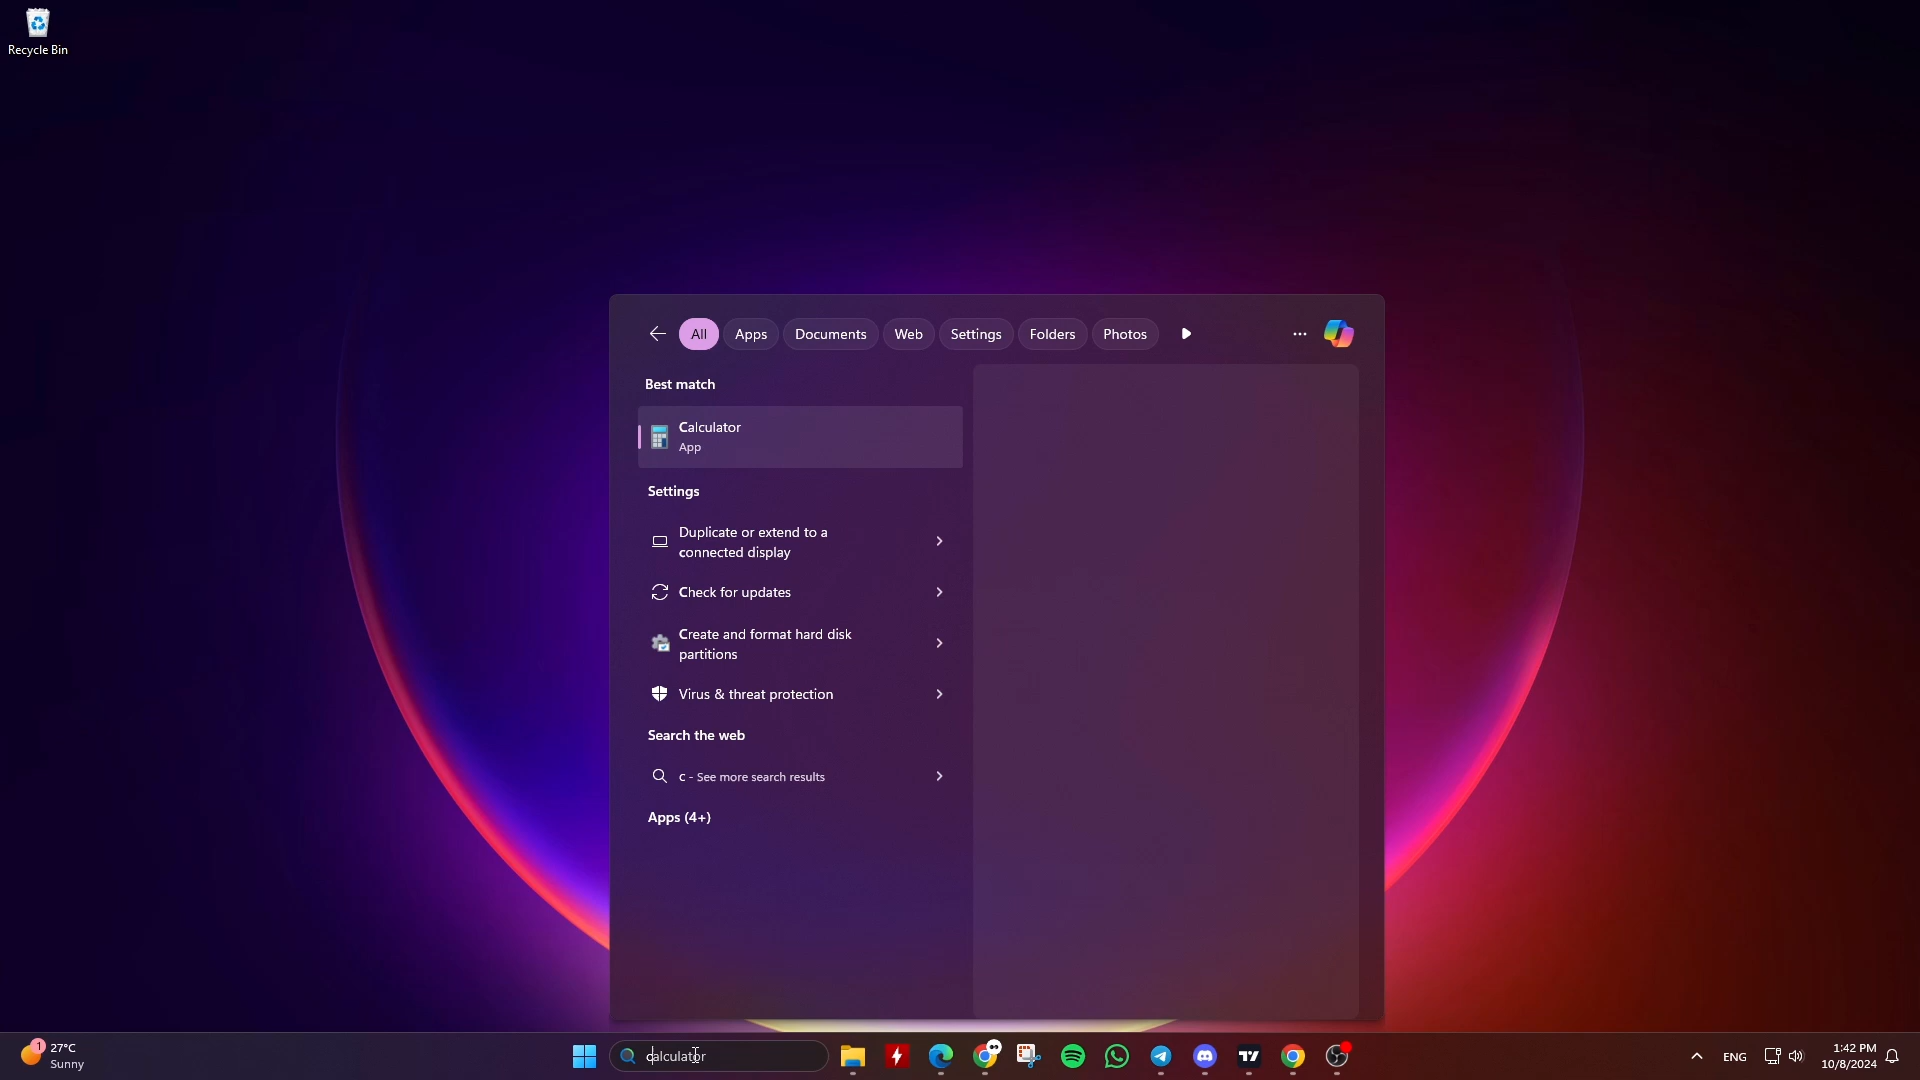 Recycle Bin
All
Apps
Documents
Web
Settings
Folders
Photos
Best match
Calculator
App
Settings
Duplicate or extend to a
connected display
Check for updates
Create and format hard disk
partitions
Virus & threat protection
Search the web
c - See more search results
Apps (4+)
1
27°C
Sunny
calculator
ENG
1:42 PM
10/8/2024